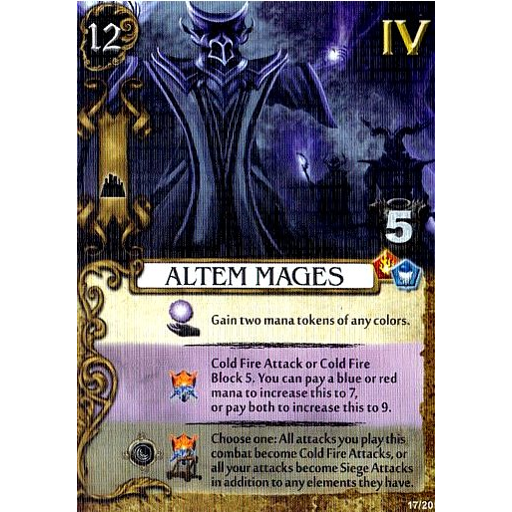 12
IV
5
ALTEM MAGES
Gain two mana tokens of any colors.
Cold Fire Attack or Cold Fire
Block 5. You can pay a blue or red
mana to increase this to 7,
or pay both to increase this to 9.
Choose one: All attacks you play this
combat become Cold Fire Attacks, or
all your attacks become Siege Attacks
in addition to any elements they have.
17/20